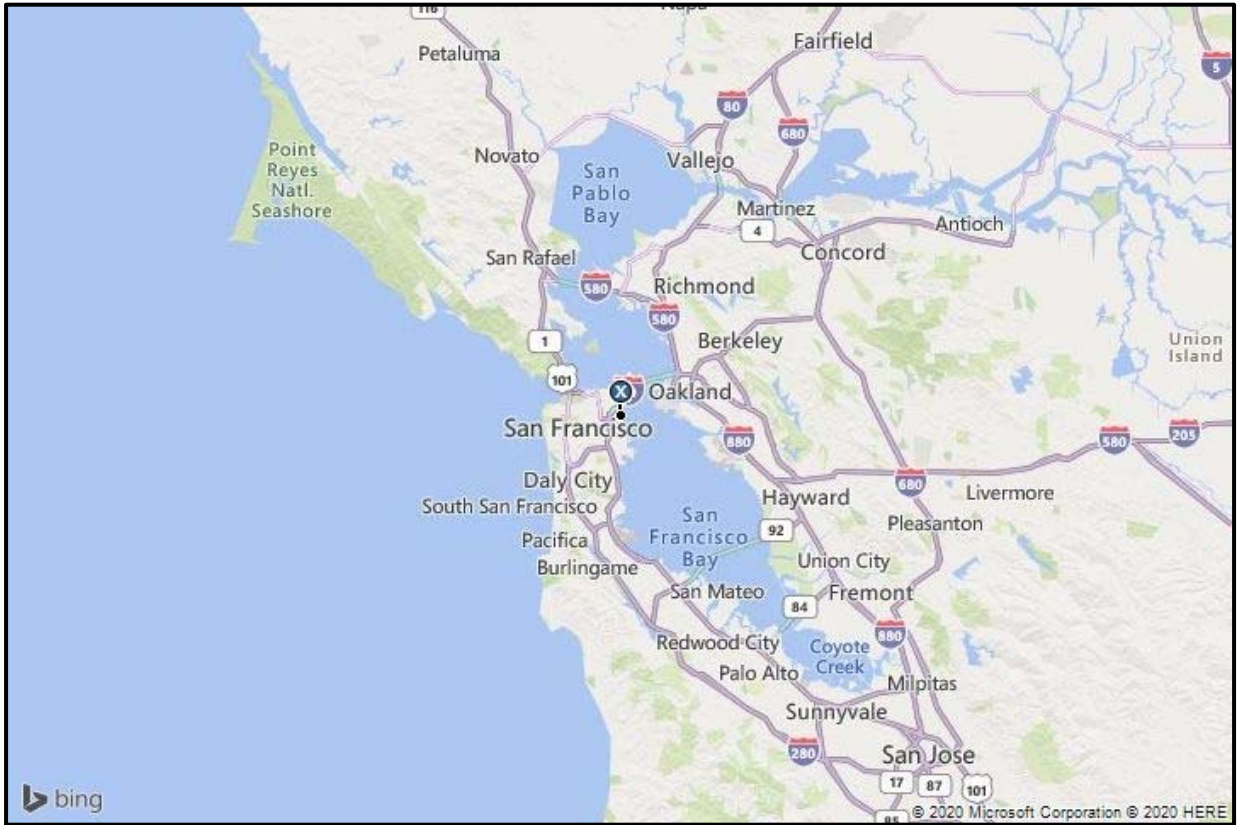 Petaluma
Fairfield
5
80
680
Point
Reyes
Natl.
Seashore
Novato
San
Pablo
Bay
Vallejo
Martinez
4
Antioch
Concord
San Rafael
580
Richmond
580
1
Berkeley
Union
Island
101
X
Oakland
San Francisco
880
580
205
Daly City
680
Hayward
Livermore
South San Francisco
San
Francisco
Bay
92
Pleasanton
Pacifica
Burlingame
Union City
San Mateo
84
Fremont
880
Redwood City
Coyote
Creek
Palo Alto
Milpitas
Sunnyvale
280
San Jose
17
87
101
bing
© 2020 Microsoft Corporation © 2020 HERE